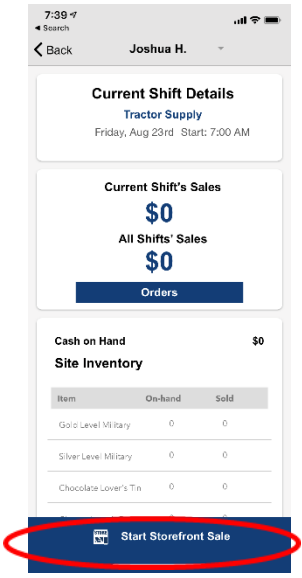 7:39
Search
Back
Joshua H.
Current Shift Details
Tractor Supply
Friday, Aug 23rd Start: 7:00 AM
Current Shift's Sales
$0
All Shifts' Sales
$0
Orders
Cash on Hand $0
Site Inventory
Item On-hand Sold
Gold Level Military 0 0
Silver Level Military 0 0
Chocolate Lover's Tin 0 0
STORE
Start Storefront Sale